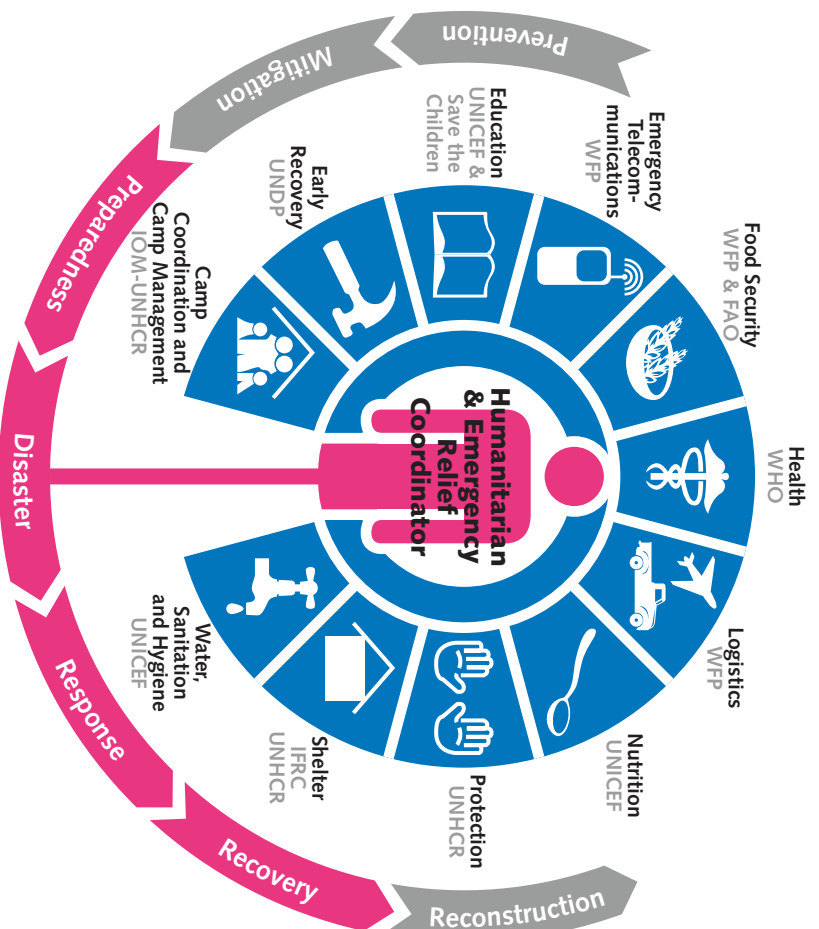 Health
WHO
Logistics
WFP
Nutrition
UNICEF
Protection
UNHCR
Shelter
IFRC
UNHCR
Water,
Sanitation
and Hygiene
UNICEF
Camp
Coordination and
Camp Management
IOM-UNHCR
Early
Recovery
UNDP
Education
UNICEF &
Save the
Children
Emergency
Telecom-
munications
WFP
Food Security
WFP & FAO
Humanitarian
& Emergency
Relief
Coordinator
Prevention
Mitigation
Preparedness
Disaster
Response
Recovery
Reconstruction